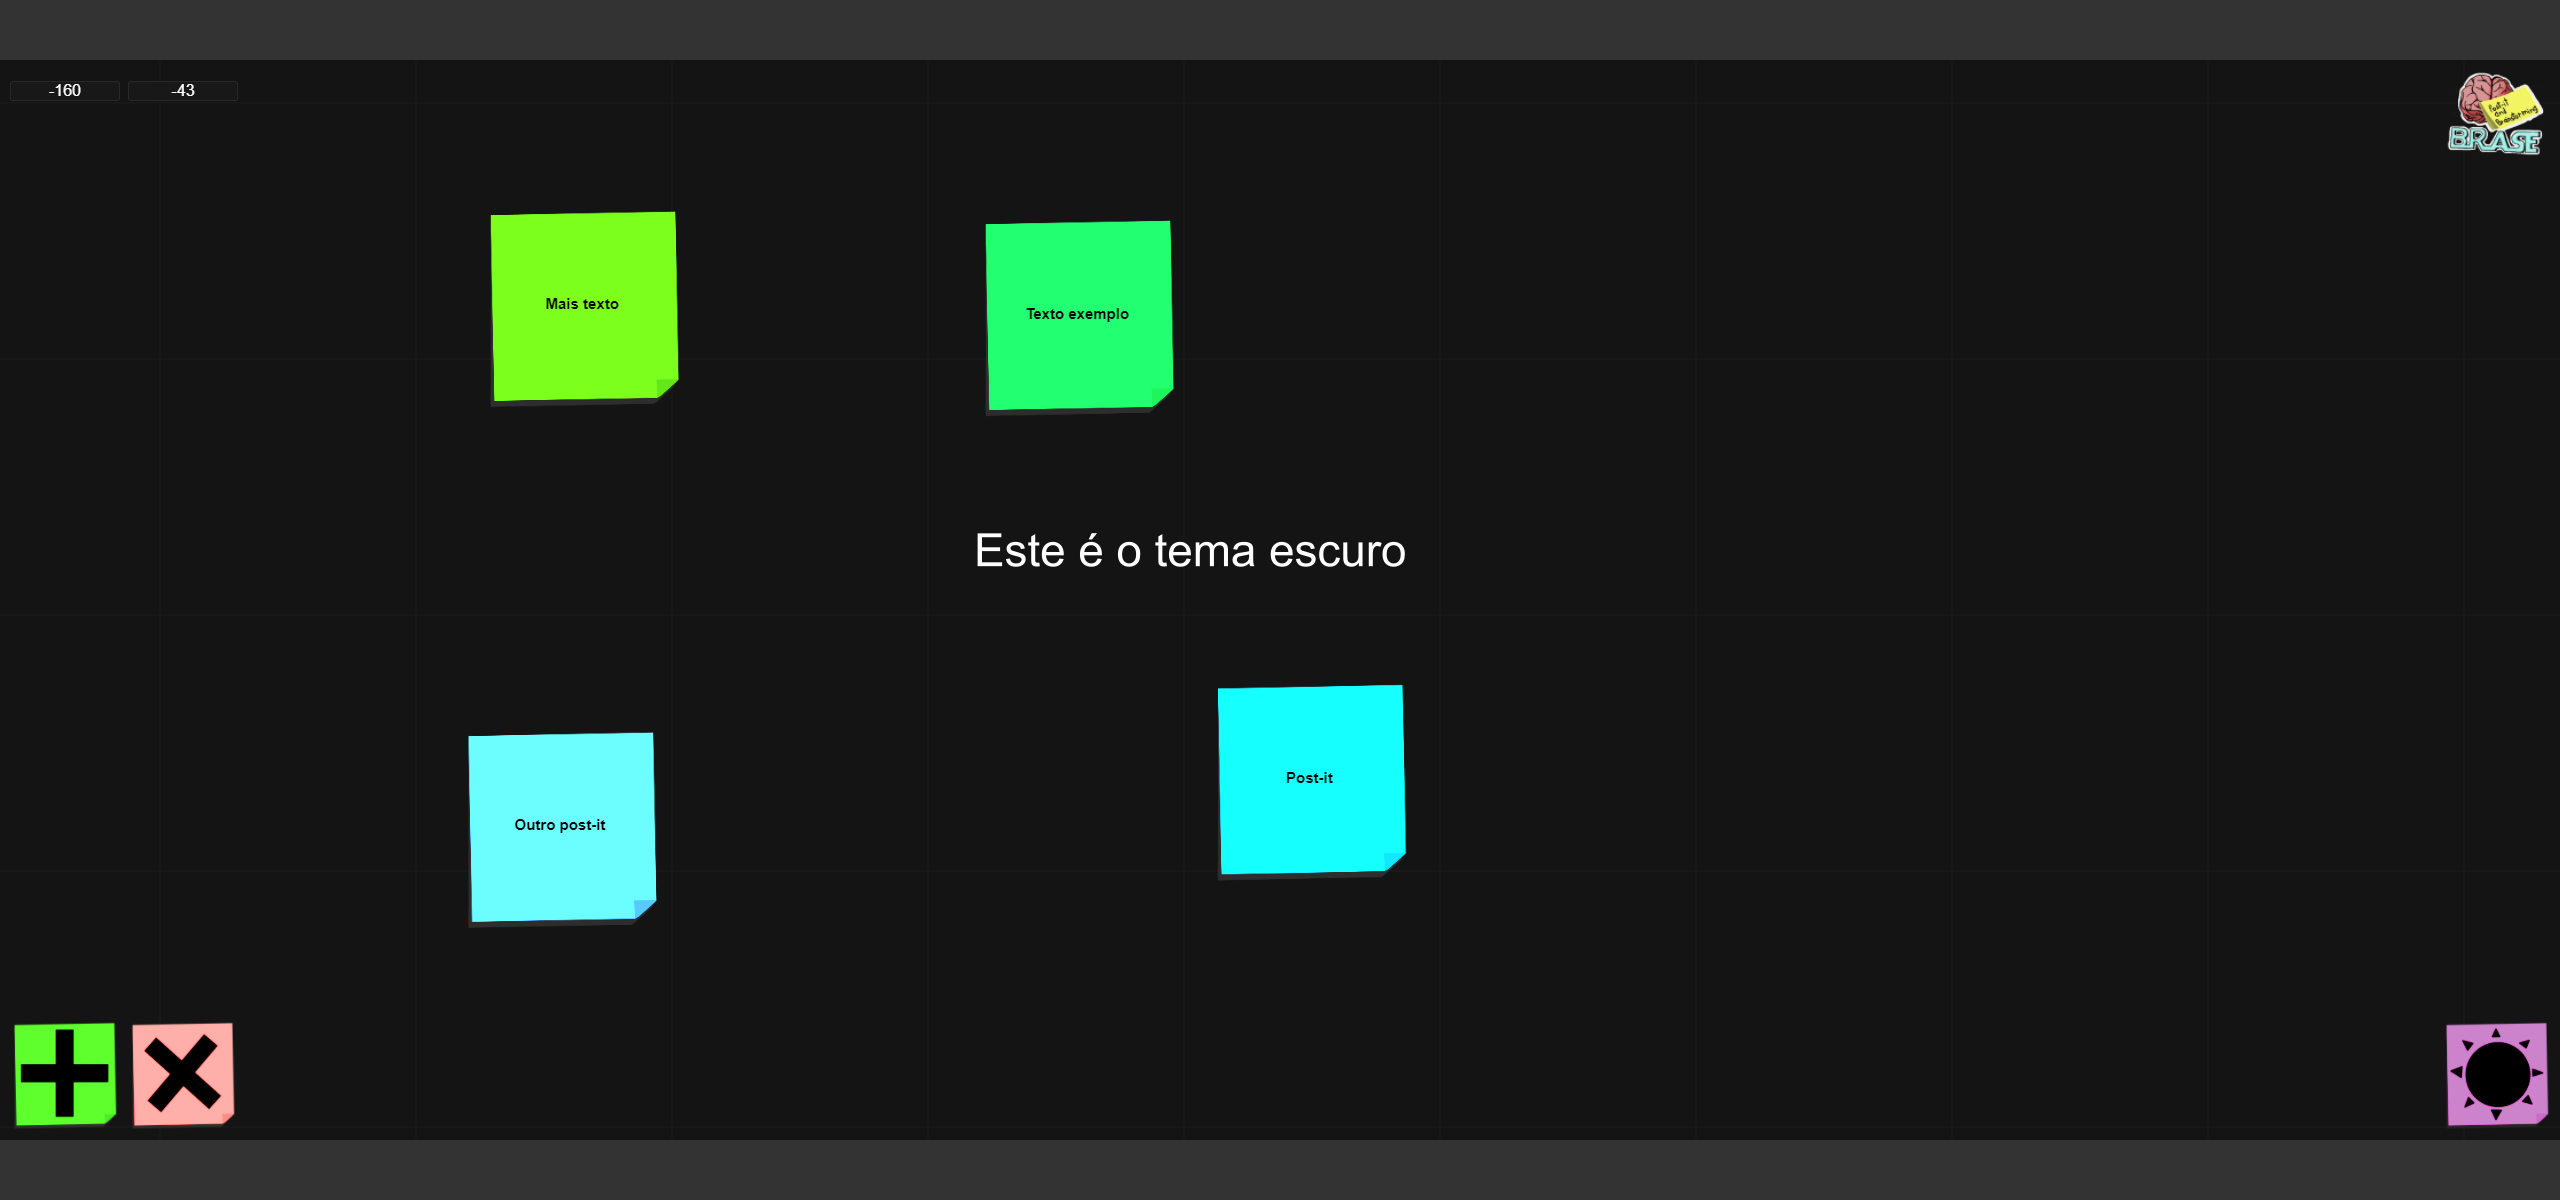 -160 -43
Post-it
and
Brainstorming
BRASE
Mais texto
Texto exemplo
Este é o tema escuro
Outro post-it
Post-it